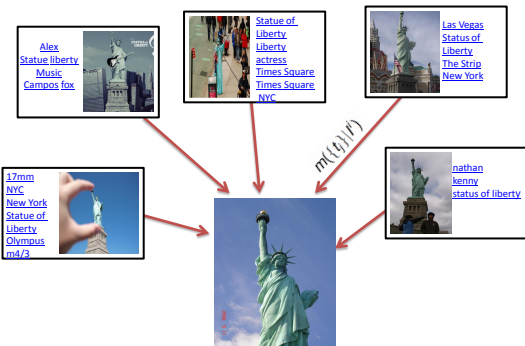 Alex
Statue liberty
Music
Campos fox
Statue of
Liberty
Liberty
actress
Times Square
Times Square
NYC
Las Vegas
Status of
Liberty
The Strip
New York
m({tⱼ}|iⁱ)
17mm
NYC
New York
Statue of
Liberty
Olympus
m4/3
nathan
kenny
status of liberty